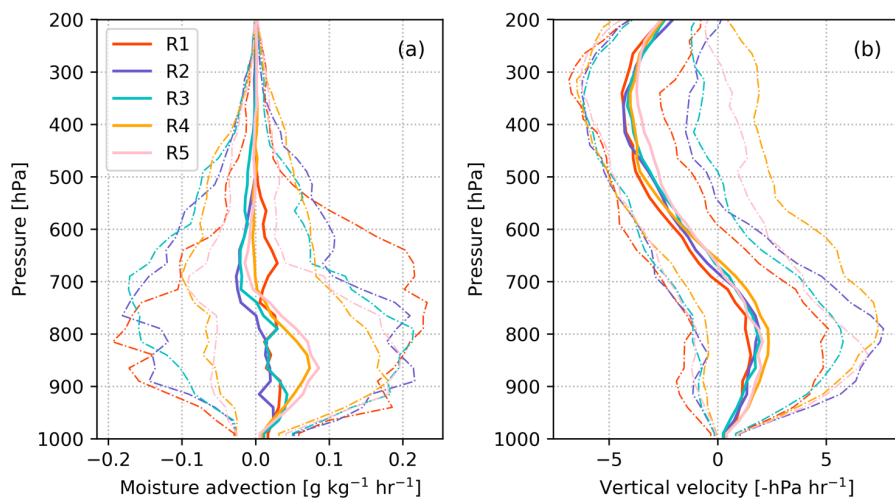 200
300
400
500
600
700
800
900
1000
Pressure [hPa]
R1
R2
R3
R4
R5
(a)
−0.2
−0.1
0.0
0.1
0.2
Moisture advection [g kg⁻¹ hr⁻¹]
200
300
400
500
600
700
800
900
1000
Pressure [hPa]
(b)
−5
0
5
Vertical velocity [-hPa hr⁻¹]